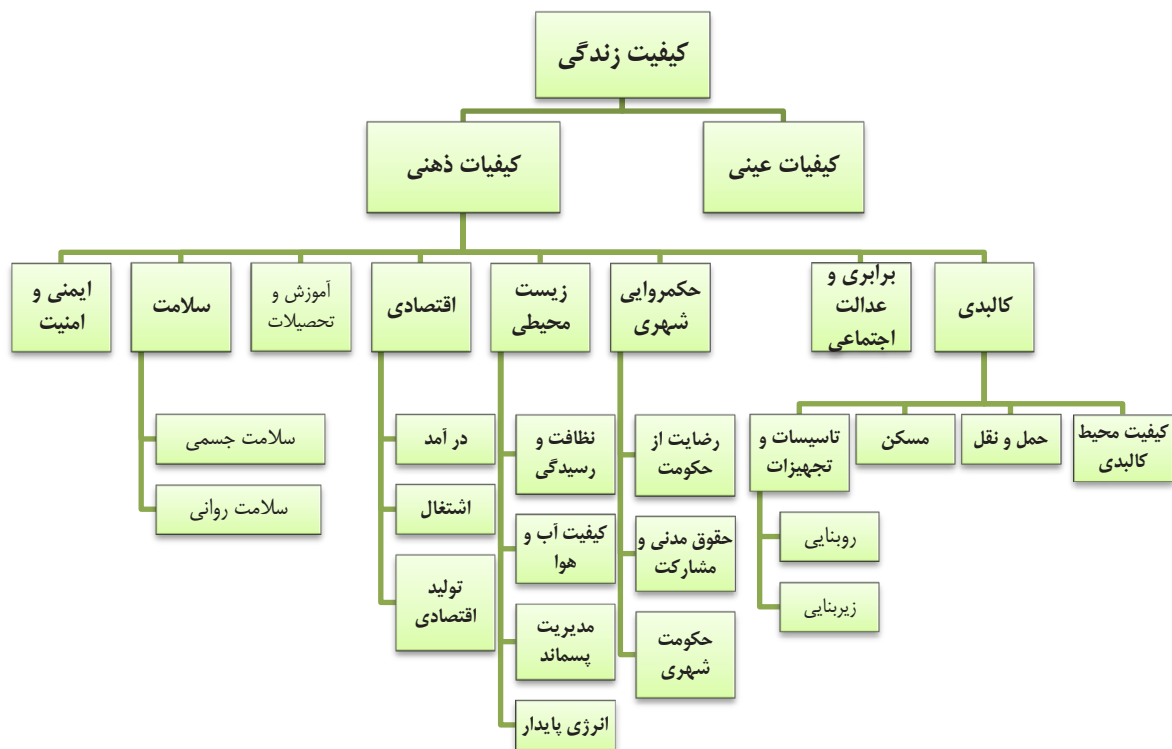 کیفیت زندگی
کیفیات عینی
کیفیات ذهنی
کالبدی
برابری و
عدالت
اجتماعی
حکمروایی
شهری
زیست
محیطی
اقتصادی
آموزش و
تحصیلات
سلامت
ایمنی و
امنیت
کیفیت محیط
کالبدی
حمل و نقل
مسکن
تاسیسات و
تجهیزات
روبنایی
زیربنایی
رضایت از
حکومت
حقوق مدنی و
مشارکت
حکومت
شهری
نظافت و
رسیدگی
کیفیت آب و
هوا
مدیریت
پسماند
انرژی پایدار
در آمد
اشتغال
تولید
اقتصادی
سلامت جسمی
سلامت روانی